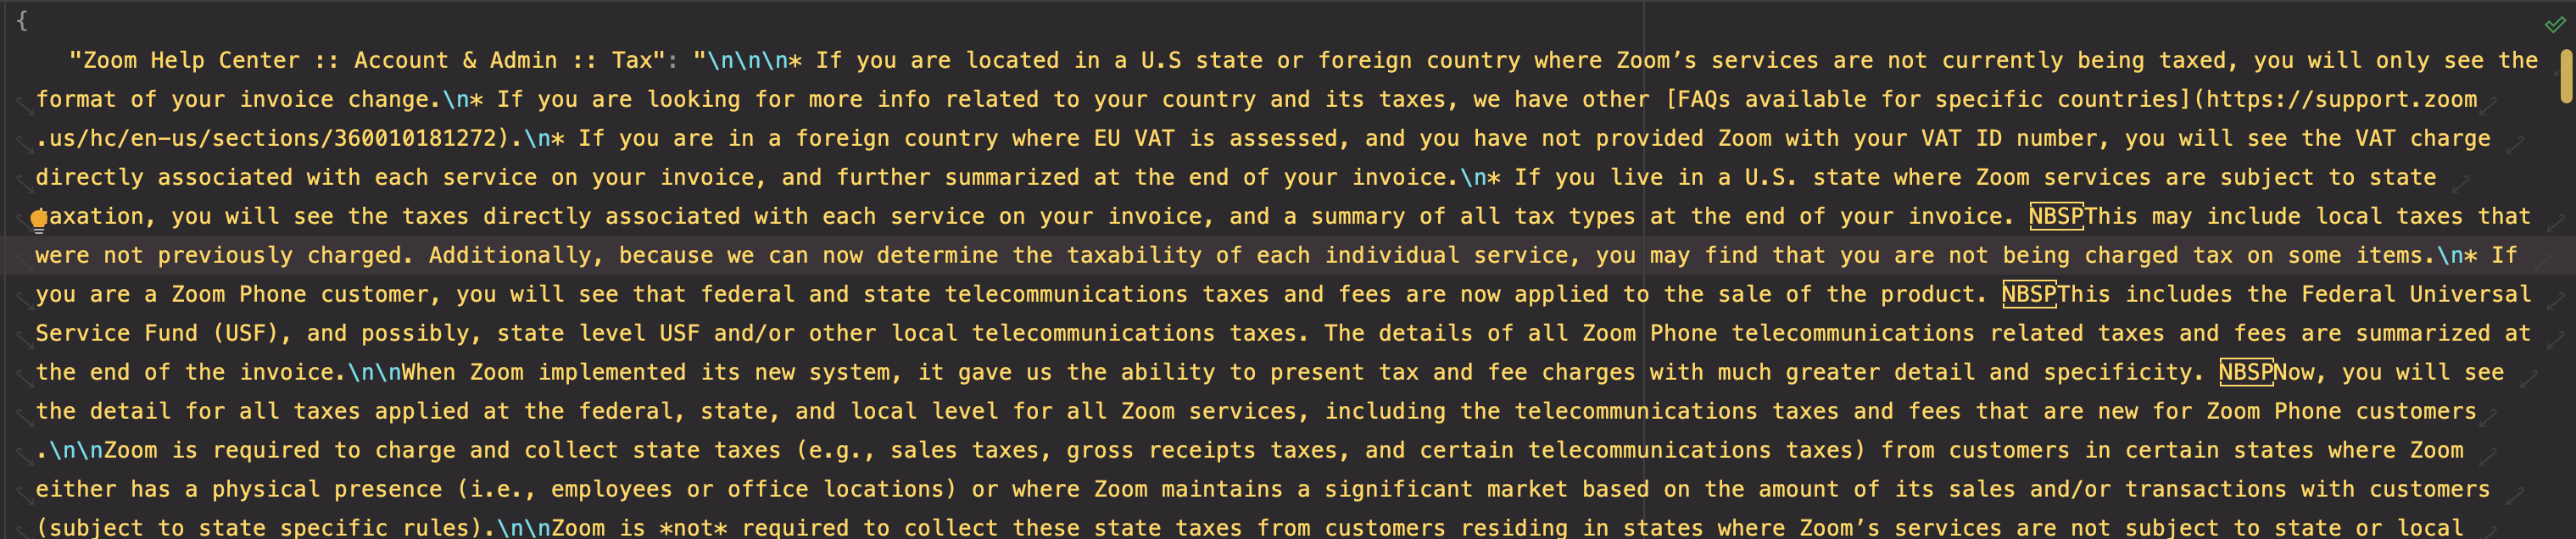 {
"Zoom Help Center :: Account & Admin :: Tax": "\n\n\n* If you are located in a U.S state or foreign country where Zoom’s services are not currently being taxed, you will only see the
format of your invoice change.\n* If you are looking for more info related to your country and its taxes, we have other [FAQs available for specific countries](https://support.zoom
.us/hc/en-us/sections/360010181272).\n* If you are in a foreign country where EU VAT is assessed, and you have not provided Zoom with your VAT ID number, you will see the VAT charge
directly associated with each service on your invoice, and further summarized at the end of your invoice.\n* If you live in a U.S. state where Zoom services are subject to state
taxation, you will see the taxes directly associated with each service on your invoice, and a summary of all tax types at the end of your invoice. NBSPThis may include local taxes that
were not previously charged. Additionally, because we can now determine the taxability of each individual service, you may find that you are not being charged tax on some items.\n* If
you are a Zoom Phone customer, you will see that federal and state telecommunications taxes and fees are now applied to the sale of the product. NBSPThis includes the Federal Universal
Service Fund (USF), and possibly, state level USF and/or other local telecommunications taxes. The details of all Zoom Phone telecommunications related taxes and fees are summarized at
the end of the invoice.\n\nWhen Zoom implemented its new system, it gave us the ability to present tax and fee charges with much greater detail and specificity. NBSPNow, you will see
the detail for all taxes applied at the federal, state, and local level for all Zoom services, including the telecommunications taxes and fees that are new for Zoom Phone customers
.\n\nZoom is required to charge and collect state taxes (e.g., sales taxes, gross receipts taxes, and certain telecommunications taxes) from customers in certain states where Zoom
either has a physical presence (i.e., employees or office locations) or where Zoom maintains a significant market based on the amount of its sales and/or transactions with customers
(subject to state specific rules).\n\nZoom is *not* required to collect these state taxes from customers residing in states where Zoom’s services are not subject to state or local